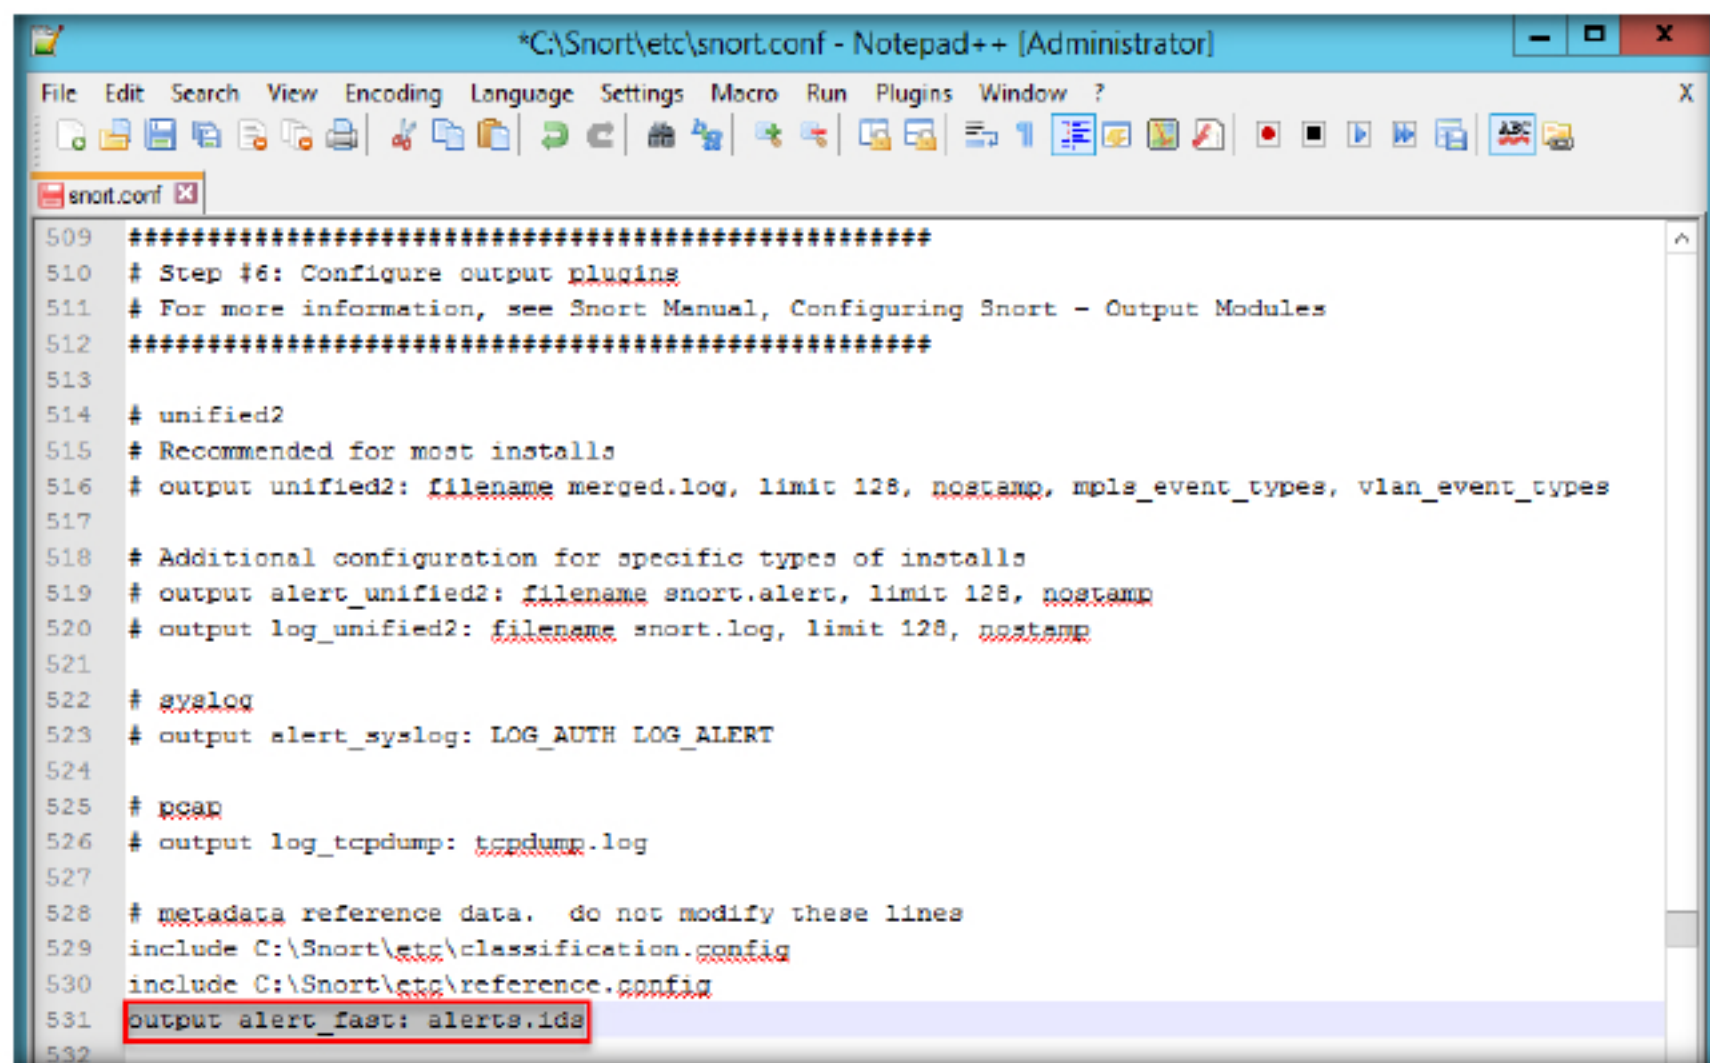 *C:\Snort\etc\snort.conf - Notepad++ [Administrator]
File Edit Search View Encoding Language Settings Macro Run Plugins Window ? X
snort.conf
509 ###################################################
510 # Step #6: Configure output plugins
511 # For more information, see Snort Manual, Configuring Snort - Output Modules
512 ###################################################
513
514 # unified2
515 # Recommended for most installs
516 # output unified2: filename merged.log, limit 128, nostamp, mpls_event_types, vlan_event_types
517
518 # Additional configuration for specific types of installs
519 # output alert_unified2: filename snort.alert, limit 128, nostamp
520 # output log_unified2: filename snort.log, limit 128, nostamp
521
522 # syslog
523 # output alert_syslog: LOG_AUTH LOG_ALERT
524
525 # pcap
526 # output log_tcpdump: tcpdump.log
527
528 # metadata reference data.  do not modify these lines
529 include C:\Snort\etc\classification.config
530 include C:\Snort\etc\reference.config
531 output alert_fast: alerts.ids
532